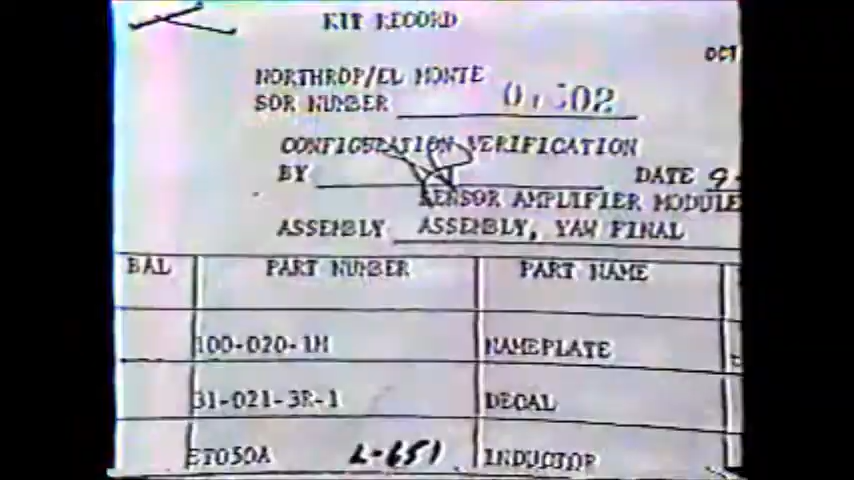 KIT RECORD
OCT
NORTHROP/EL MONTE
SOR NUMBER
CONFIGURATION VERIFICATION
BY DATE 9-
SENSOR AMPLIFIER MODULE
ASSEMBLY ASSEMBLY, YAW FINAL
BAL PART NUMBER PART NAME
100-020-1M NAMEPLATE
31-021-3R-1 DECAL
ET050A L-651 INDUCTOR